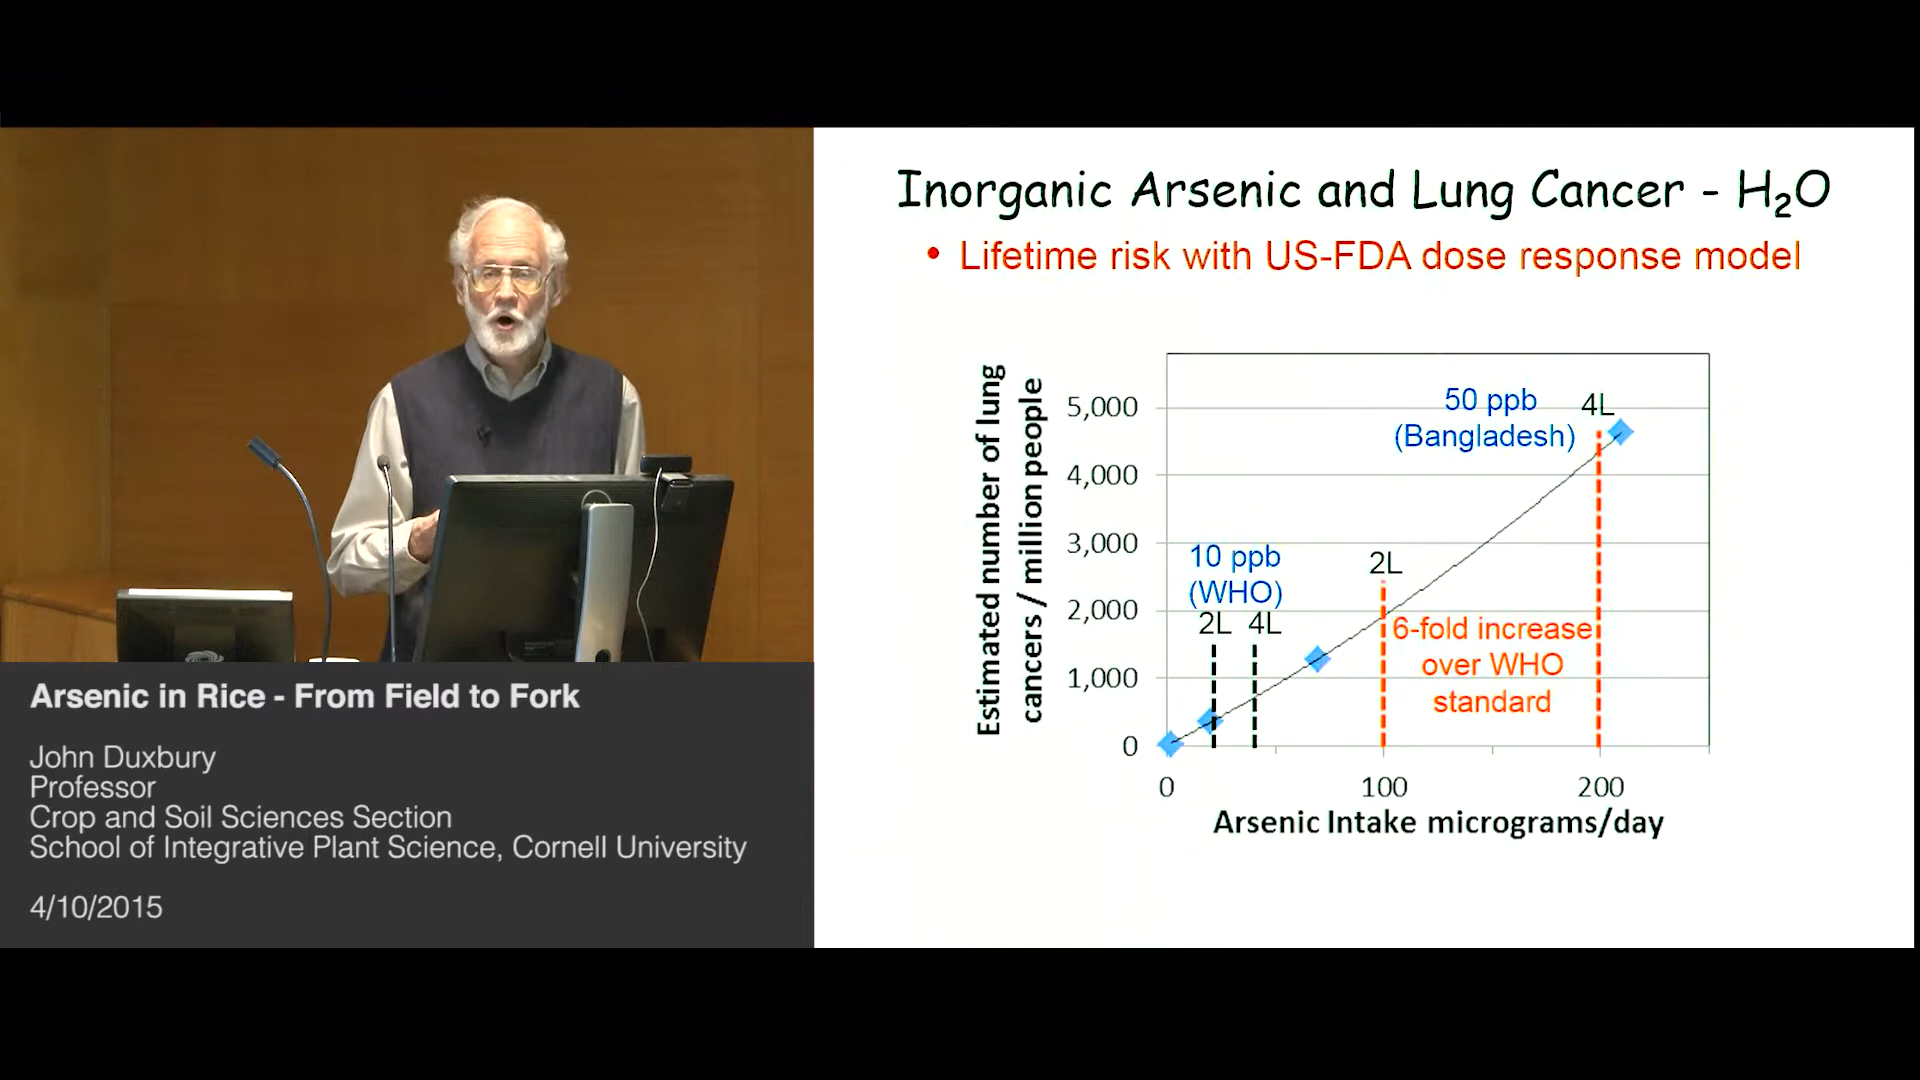 Inorganic Arsenic and Lung Cancer - H₂O
• Lifetime risk with US-FDA dose response model
Estimated number of lung
cancers / million people
5,000
4,000
3,000
2,000
1,000
0
50 ppb
(Bangladesh)
4L
10 ppb
(WHO)
2L 4L
2L
6-fold increase
over WHO
standard
0 100 200
Arsenic Intake micrograms/day
Arsenic in Rice - From Field to Fork
John Duxbury
Professor
Crop and Soil Sciences Section
School of Integrative Plant Science, Cornell University
4/10/2015